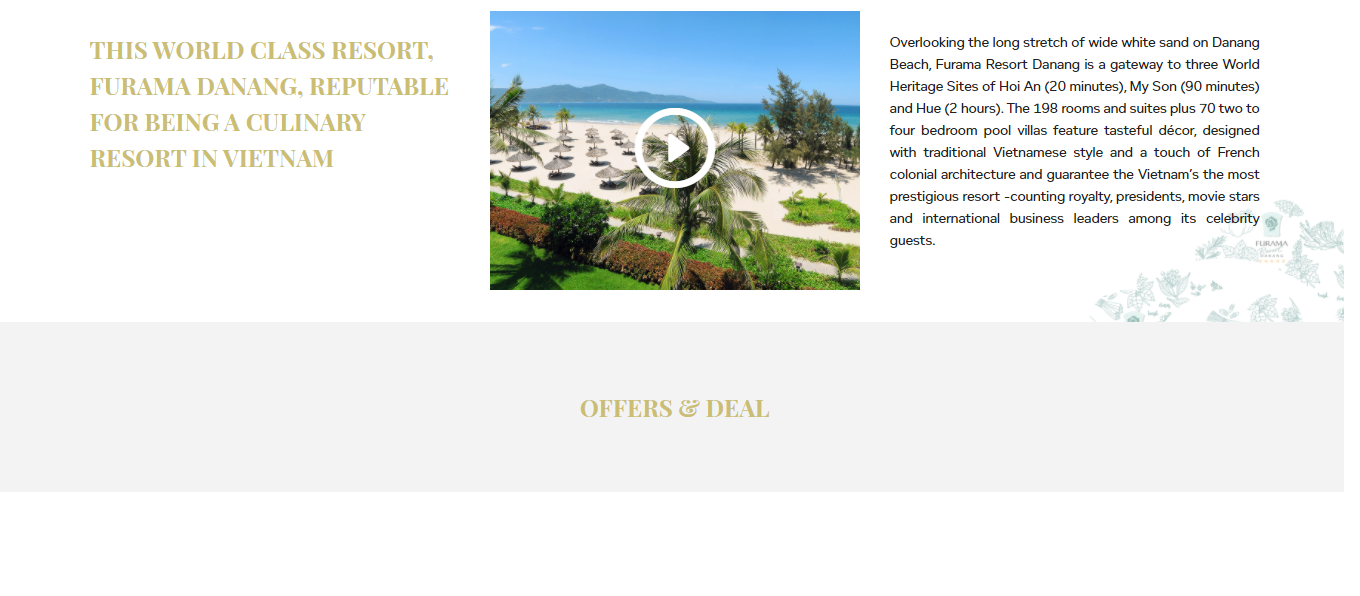 THIS WORLD CLASS RESORT,
FURAMA DANANG, REPUTABLE
FOR BEING A CULINARY
RESORT IN VIETNAM
Overlooking the long stretch of wide white sand on Danang
Beach, Furama Resort Danang is a gateway to three World
Heritage Sites of Hoi An (20 minutes), My Son (90 minutes)
and Hue (2 hours). The 198 rooms and suites plus 70 two to
four bedroom pool villas feature tasteful décor, designed
with traditional Vietnamese style and a touch of French
colonial architecture and guarantee the Vietnam’s the most
prestigious resort -counting royalty, presidents, movie stars
and international business leaders among its celebrity
guests.
FURAMA
DANANG
OFFERS & DEAL